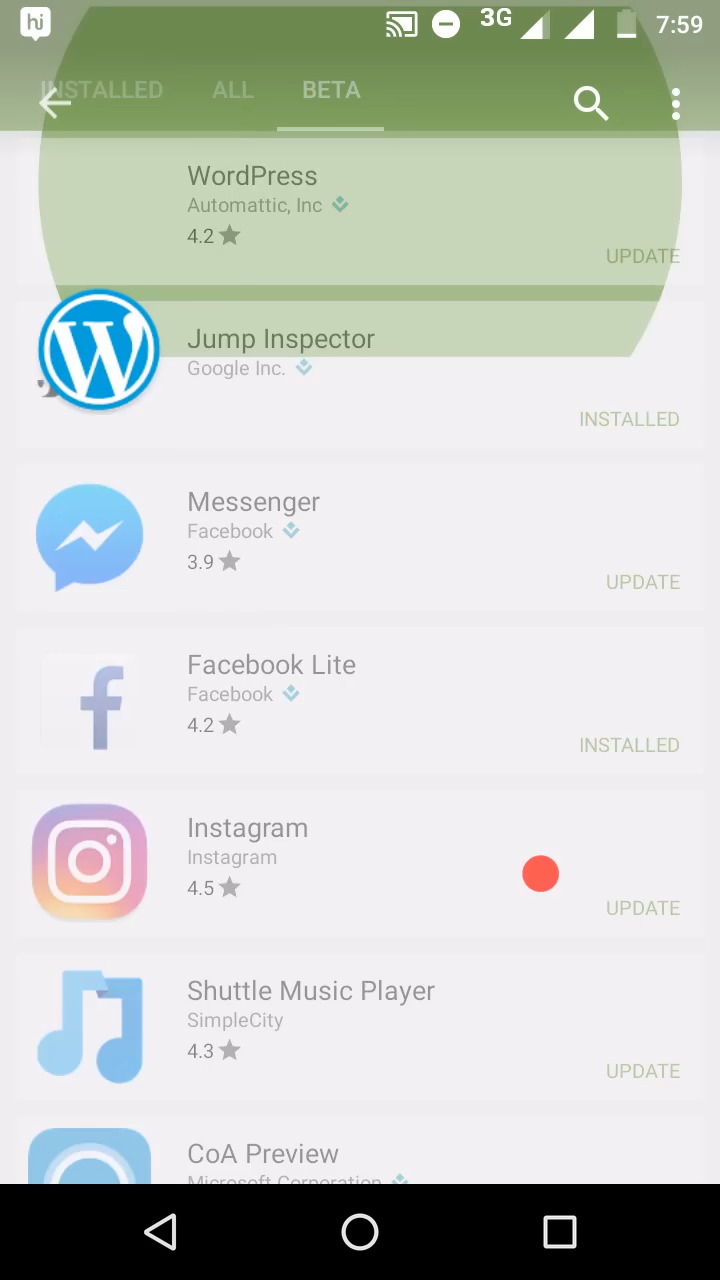 hi
3G
7:59
INSTALLED ALL BETA
WordPress
Automattic, Inc
4.2
UPDATE
Jump Inspector
Google Inc.
INSTALLED
Messenger
Facebook
3.9
UPDATE
Facebook Lite
Facebook
4.2
INSTALLED
Instagram
Instagram
4.5
UPDATE
Shuttle Music Player
SimpleCity
4.3
UPDATE
CoA Preview
Microsoft Corporation